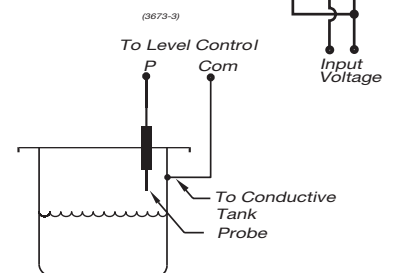 (3673-3)
To Level Control
P Com
Input
Voltage
To Conductive
Tank
Probe